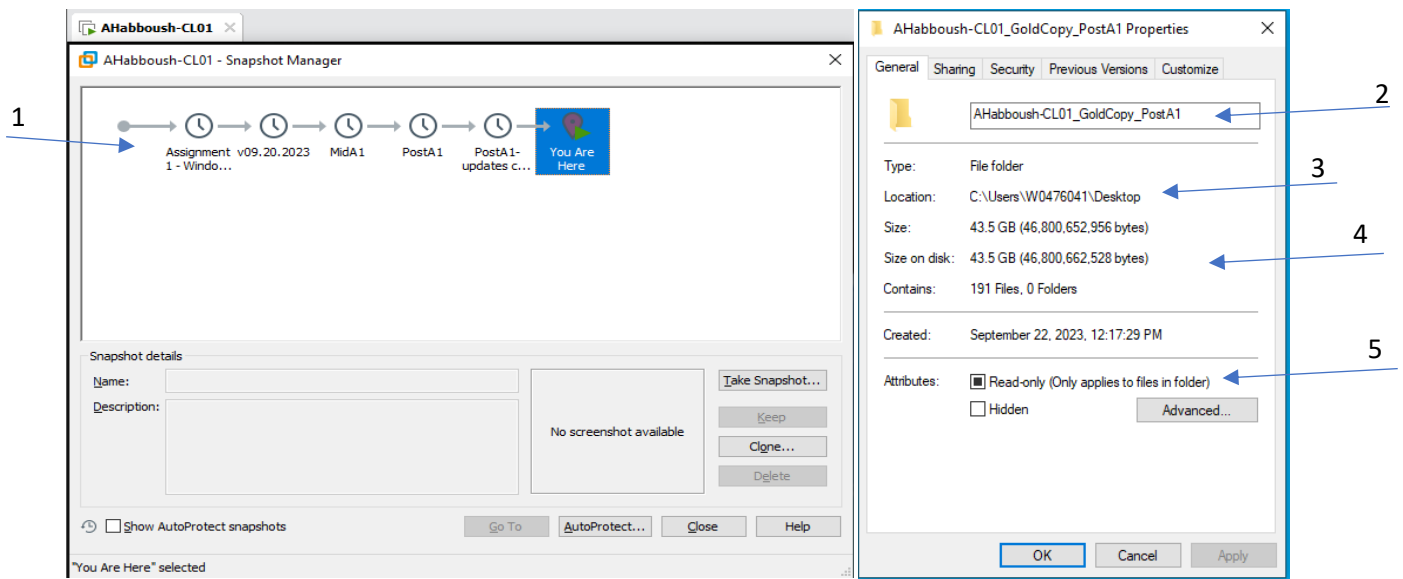 AHabboush-CL01
AHabboush-CL01 - Snapshot Manager
1
Assignment 1 - Windo...
v09.20.2023
MidA1
PostA1
PostA1-updates c...
You Are Here
Snapshot details
Name:
Description:
No screenshot available
Take Snapshot...
Keep
Clone...
Delete
Show AutoProtect snapshots
Go To
AutoProtect...
Close
Help
"You Are Here" selected
AHabboush-CL01_GoldCopy_PostA1 Properties
General Sharing Security Previous Versions Customize
2
AHabboush-CL01_GoldCopy_PostA1
Type: File folder
3
Location: C:\Users\W0476041\Desktop
Size: 43.5 GB (46,800,652,956 bytes)
4
Size on disk: 43.5 GB (46,800,662,528 bytes)
Contains: 191 Files, 0 Folders
Created: September 22, 2023, 12:17:29 PM
5
Attributes: Read-only (Only applies to files in folder)
Hidden
Advanced...
OK
Cancel
Apply